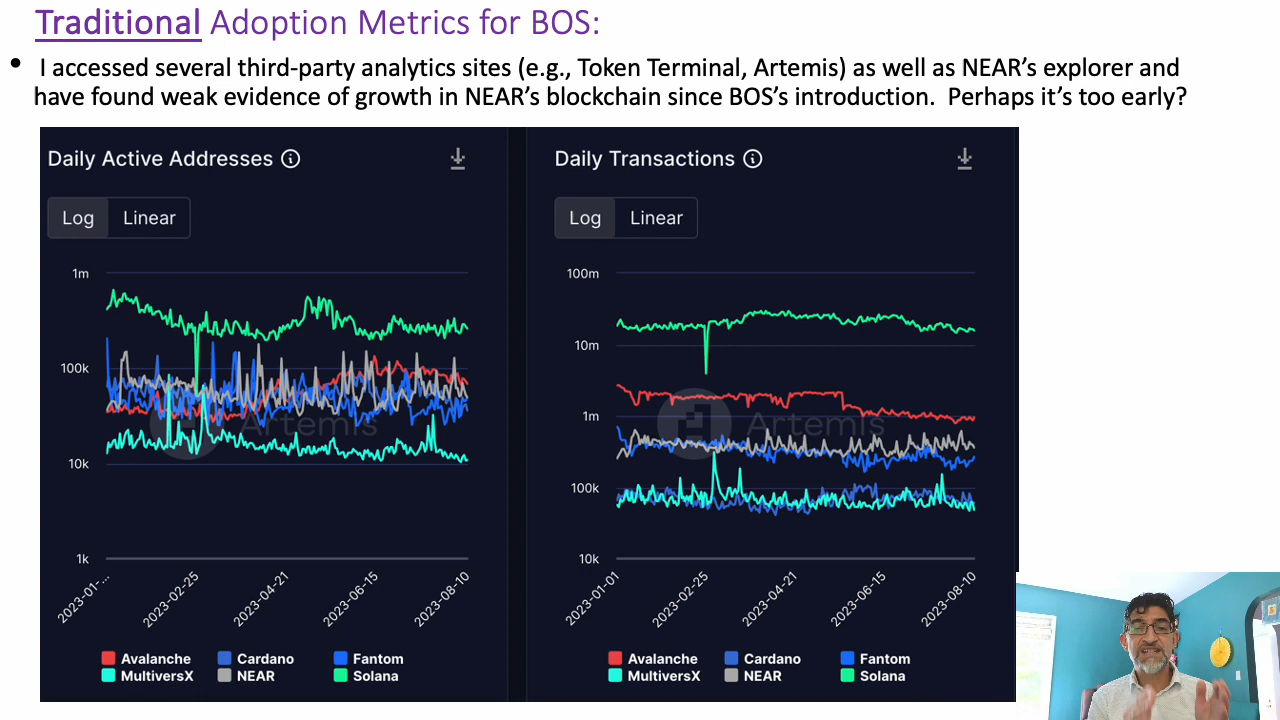 Traditional Adoption Metrics for BOS:
• I accessed several third-party analytics sites (e.g., Token Terminal, Artemis) as well as NEAR’s explorer and
have found weak evidence of growth in NEAR’s blockchain since BOS’s introduction. Perhaps it’s too early?
Daily Active Addresses
Log Linear
1m
100k
10k
1k
2023-01-...
2023-02-25
2023-04-21
2023-06-15
2023-08-10
Artemis
Avalanche Cardano Fantom
MultiversX NEAR Solana
Daily Transactions
Log Linear
100m
10m
1m
100k
10k
2023-01-01
2023-02-25
2023-04-21
2023-06-15
2023-08-10
Artemis
Avalanche Cardano Fantom
MultiversX NEAR Solana